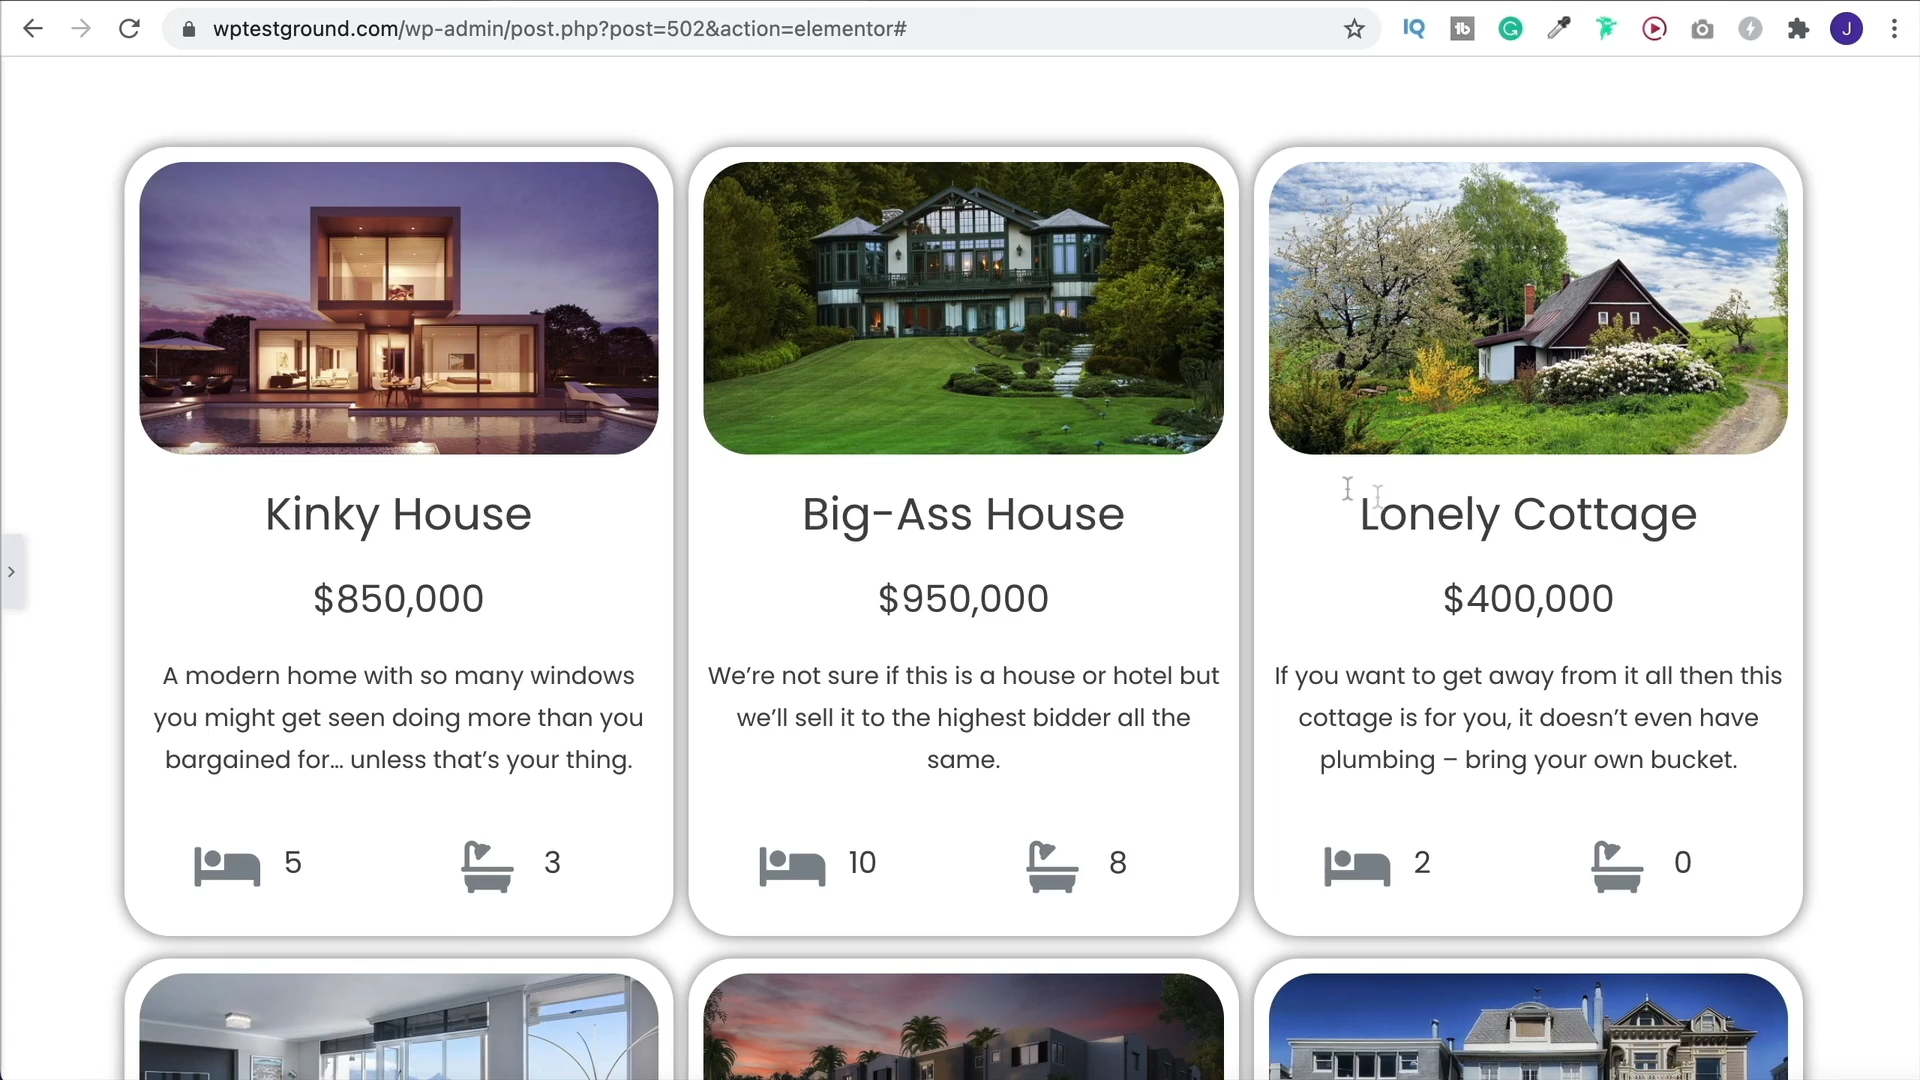 wptestground.com/wp-admin/post.php?post=502&action=elementor#
IQ
tb
G
J
Kinky House
$850,000
A modern home with so many windows
you might get seen doing more than you
bargained for… unless that's your thing.
5
3
Big-Ass House
$950,000
We're not sure if this is a house or hotel but
we'll sell it to the highest bidder all the
same.
10
8
Lonely Cottage
$400,000
If you want to get away from it all then this
cottage is for you, it doesn't even have
plumbing – bring your own bucket.
2
0